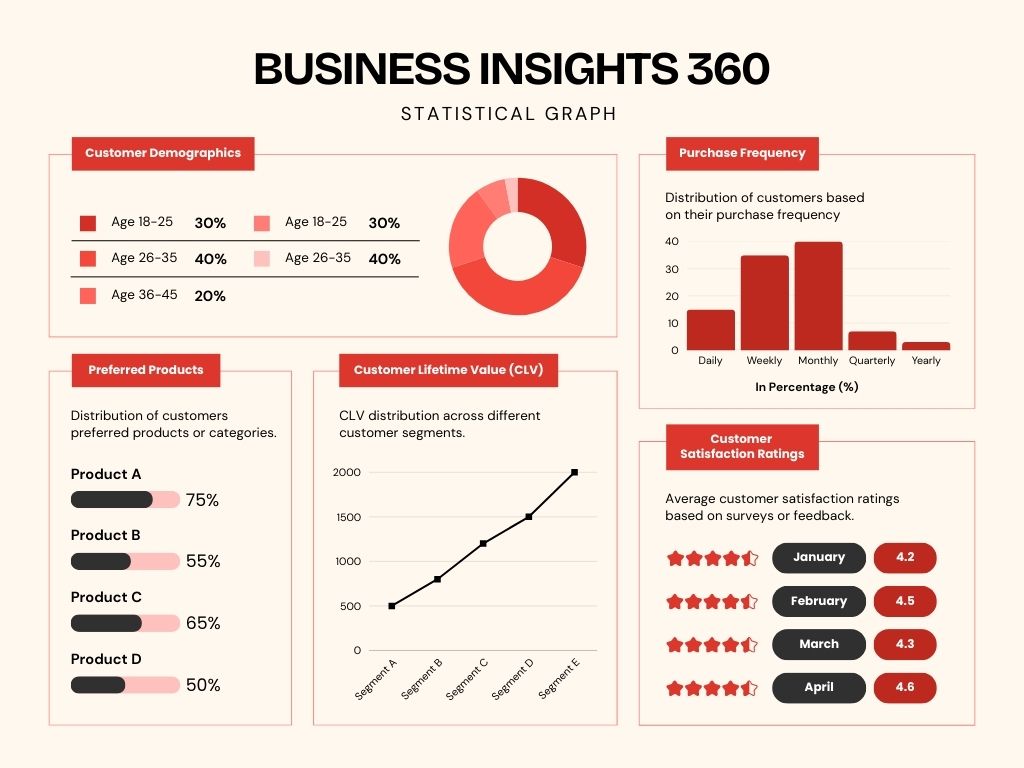 BUSINESS INSIGHTS 360
STATISTICAL GRAPH
Customer Demographics
Age 18-25 30% Age 18-25 30%
Age 26-35 40% Age 26-35 40%
Age 36-45 20%
Purchase Frequency
Distribution of customers based
on their purchase frequency
40
30
20
10
0
Daily Weekly Monthly Quarterly Yearly
In Percentage (%)
Preferred Products
Distribution of customers
preferred products or categories.
Product A
75%
Product B
55%
Product C
65%
Product D
50%
Customer Lifetime Value (CLV)
CLV distribution across different
customer segments.
2000
1500
1000
500
0
Segment A Segment B Segment C Segment D Segment E
Customer
Satisfaction Ratings
Average customer satisfaction ratings
based on surveys or feedback.
January 4.2
February 4.5
March 4.3
April 4.6